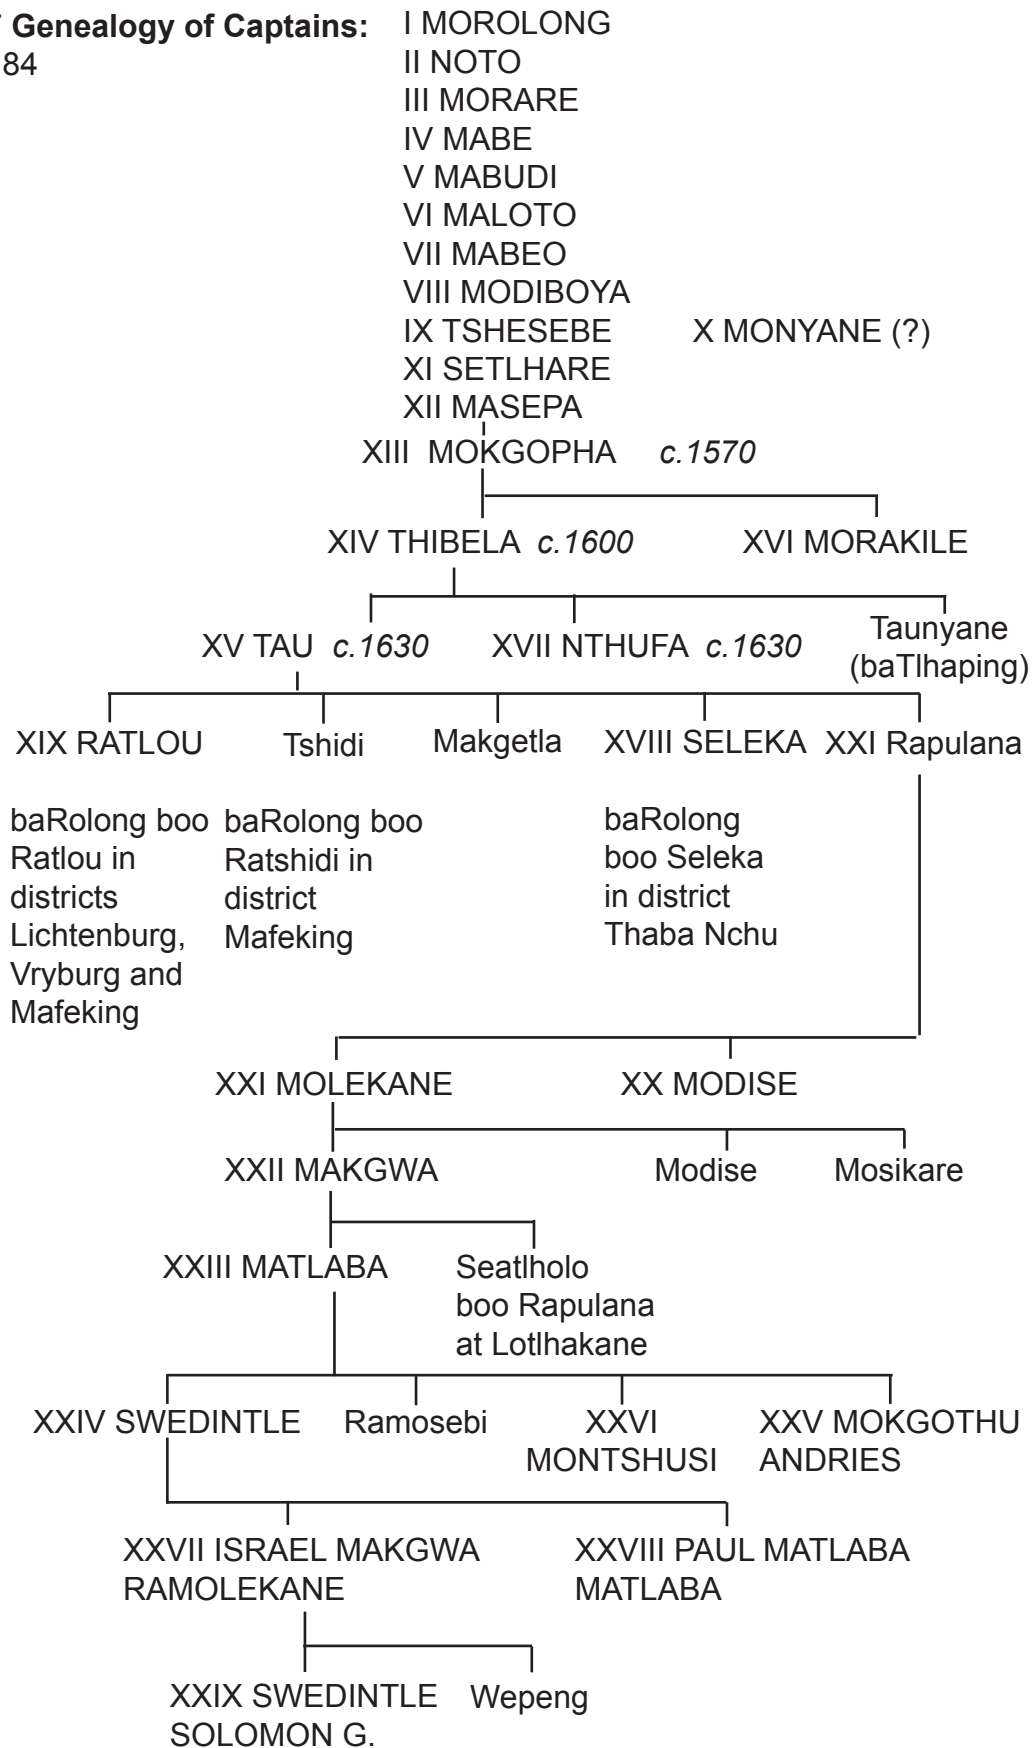 Genealogy of Captains:
84
I MOROLONG
II NOTO
III MORARE
IV MABE
V MABUDI
VI MALOTO
VII MABEO
VIII MODIBOYA
IX TSHESEBE X MONYANE (?)
XI SETLHARE
XII MASEPA
XIII MOKGOPHA c.1570
XIV THIBELA c.1600 XVI MORAKILE
XV TAU c.1630 XVII NTHUFA c.1630 Taunyane
(baTlhaping)
XIX RATLOU Tshidi Makgetla XVIII SELEKA XXI Rapulana
baRolong boo
Ratlou in
districts
Lichtenburg,
Vryburg and
Mafeking
baRolong boo
Ratshidi in
district
Mafeking
baRolong
boo Seleka
in district
Thaba Nchu
XXI MOLEKANE XX MODISE
XXII MAKGWA Modise Mosikare
XXIII MATLABA
Seatlholo
boo Rapulana
at Lotlhakane
XXIV SWEDINTLE Ramosebi
XXVI
MONTSHUSI
XXV MOKGOTHU
ANDRIES
XXVII ISRAEL MAKGWA
RAMOLEKANE
XXVIII PAUL MATLABA
MATLABA
XXIX SWEDINTLE
SOLOMON G.
Wepeng